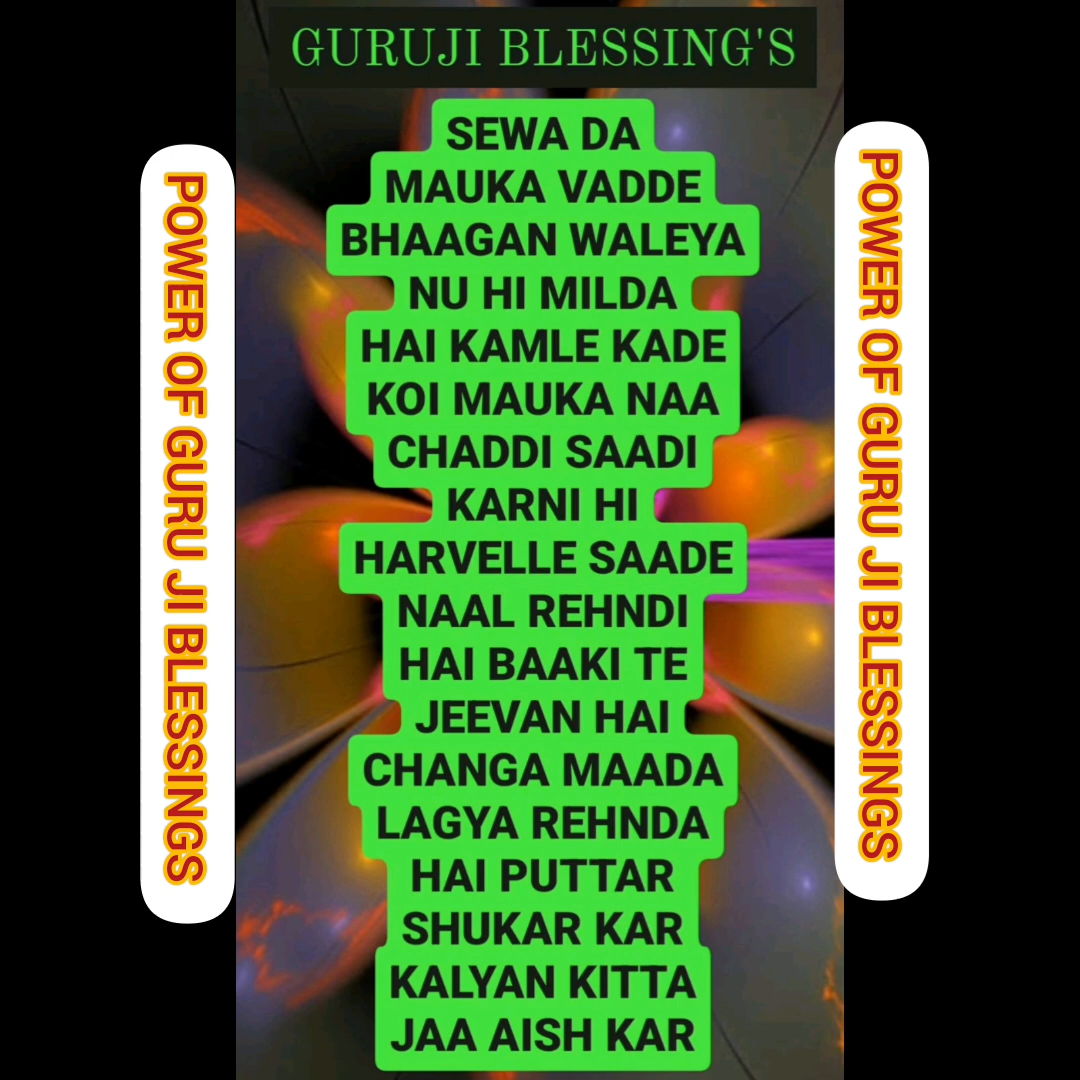 GURUJI BLESSING'S
SEWA DA
MAUKA VADDE
BHAAGAN WALEYA
NU HI MILDA
HAI KAMLE KADE
KOI MAUKA NAA
CHADDI SAADI
KARNI HI
HARVELLE SAADE
NAAL REHNDI
HAI BAAKI TE
JEEVAN HAI
CHANGA MAADA
LAGYA REHNDA
HAI PUTTAR
SHUKAR KAR
KALYAN KITTA
JAA AISH KAR
POWER OF GURU JI BLESSINGS
POWER OF GURU JI BLESSINGS